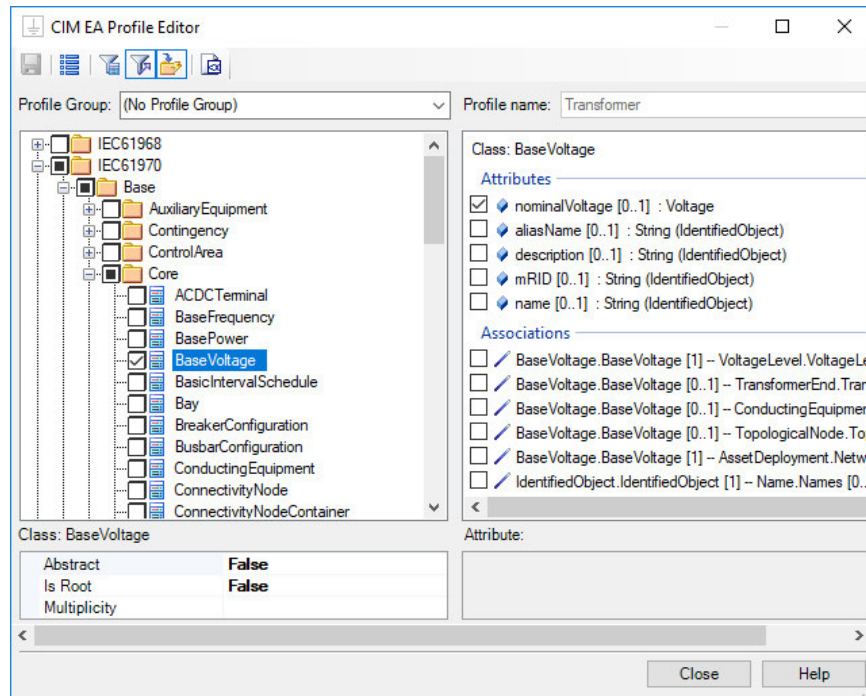 CIM EA Profile Editor
Profile Group: (No Profile Group)
Profile name: Transformer
IEC61968
IEC61970
Base
AuxiliaryEquipment
Contingency
ControlArea
Core
ACDCTerminal
BaseFrequency
BasePower
BaseVoltage
BasicIntervalSchedule
Bay
BreakerConfiguration
BusbarConfiguration
ConductingEquipment
ConnectivityNode
ConnectivityNodeContainer
Class: BaseVoltage
Attributes
nominalVoltage [0..1] : Voltage
aliasName [0..1] : String (IdentifiedObject)
description [0..1] : String (IdentifiedObject)
mRID [0..1] : String (IdentifiedObject)
name [0..1] : String (IdentifiedObject)
Associations
BaseVoltage.BaseVoltage [1] -- VoltageLevel.VoltageLe
BaseVoltage.BaseVoltage [0..1] -- TransformerEnd.Tran
BaseVoltage.BaseVoltage [0..1] -- ConductingEquipmer
BaseVoltage.BaseVoltage [0..1] -- TopologicalNode.To
BaseVoltage.BaseVoltage [1] -- AssetDeployment.Netw
IdentifiedObject.IdentifiedObject [1] -- Name.Names [0..
Class: BaseVoltage
Abstract False
Is Root False
Multiplicity
Attribute:
Close
Help